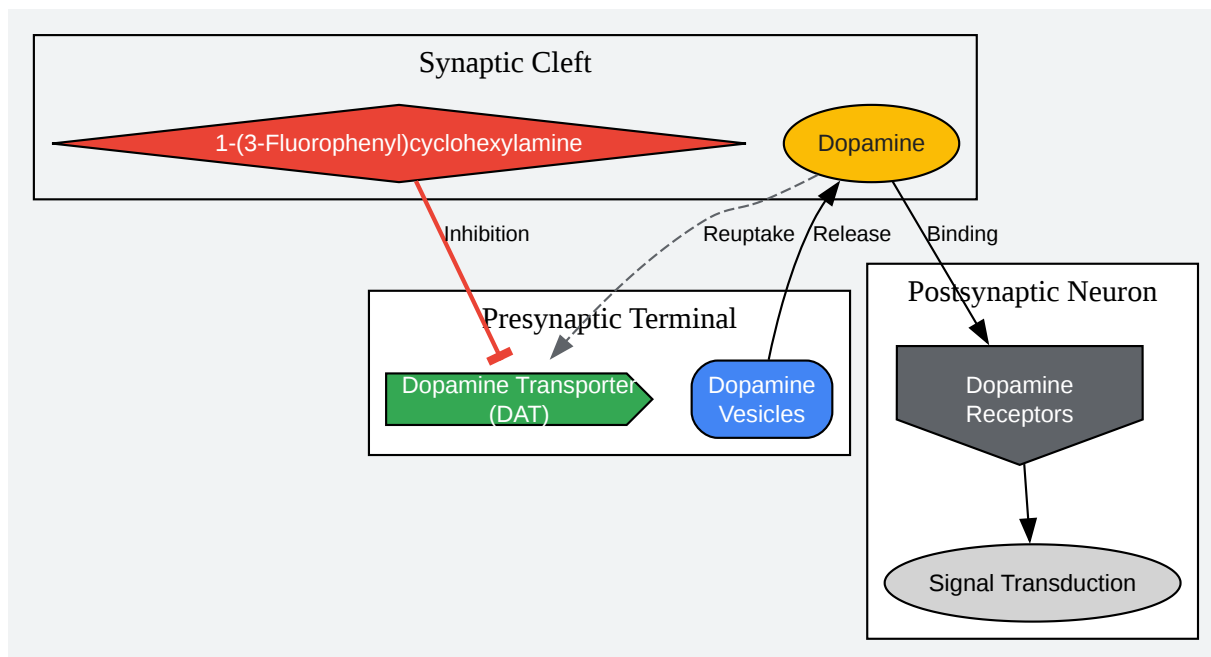 Synaptic Cleft
1-(3-Fluorophenyl)cyclohexylamine
Dopamine
Inhibition
Reuptake
Release
Binding
Presynaptic Terminal
Dopamine Transporter
(DAT)
Dopamine
Vesicles
Postsynaptic Neuron
Dopamine
Receptors
Signal Transduction